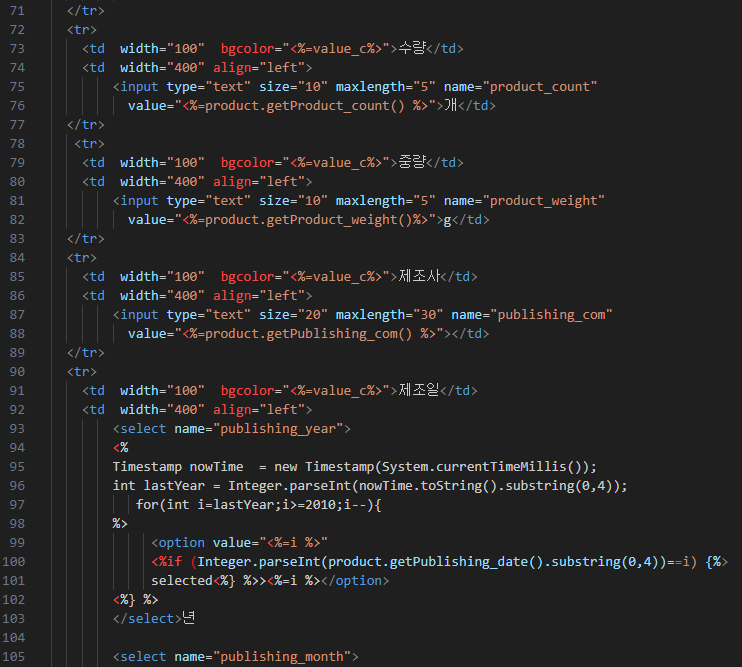 71 </tr>
72 <tr>
73 <td  width="100"  bgcolor="<%=value_c%>">수량</td>
74 <td  width="400" align="left">
75 <input type="text" size="10" maxlength="5" name="product_count"
76 value="<%=product.getProduct_count() %>">개</td>
77 </tr>
78 <tr>
79 <td  width="100"  bgcolor="<%=value_c%>">중량</td>
80 <td  width="400" align="left">
81 <input type="text" size="10" maxlength="5" name="product_weight"
82 value="<%=product.getProduct_weight()%>">g</td>
83 </tr>
84 <tr>
85 <td  width="100"  bgcolor="<%=value_c%>">제조사</td>
86 <td  width="400" align="left">
87 <input type="text" size="20" maxlength="30" name="publishing_com"
88 value="<%=product.getPublishing_com() %>"></td>
89 </tr>
90 <tr>
91 <td  width="100"  bgcolor="<%=value_c%>">제조일</td>
92 <td  width="400" align="left">
93 <select name="publishing_year">
94 <%
95 Timestamp nowTime  = new Timestamp(System.currentTimeMillis());
96 int lastYear = Integer.parseInt(nowTime.toString().substring(0,4));
97 for(int i=lastYear;i>=2010;i--){
98 %>
99 <option value="<%=i %>"
100 <%if (Integer.parseInt(product.getPublishing_date().substring(0,4))==i) {%>
101 selected<%} %>><%=i %></option>
102 <%} %>
103 </select>년
104
105 <select name="publishing_month">